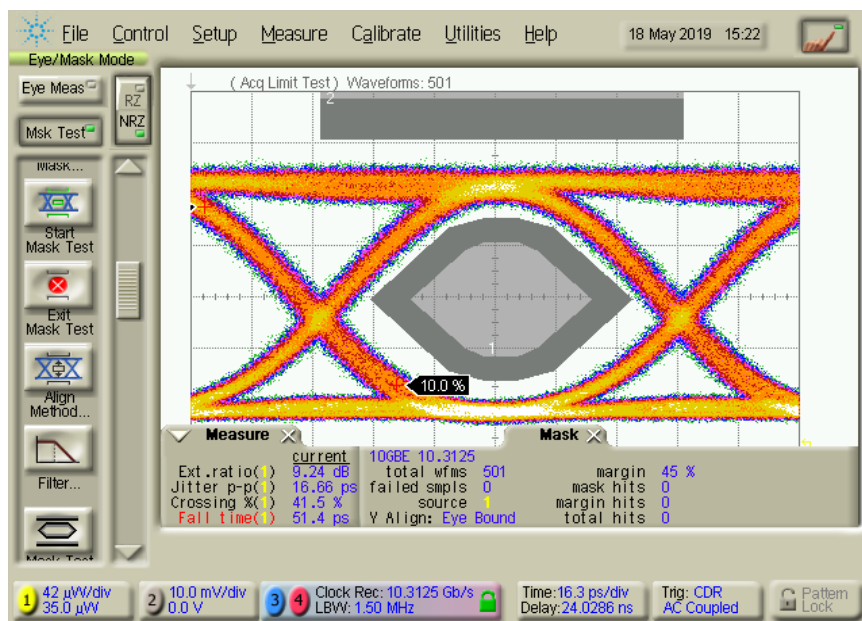 File Control Setup Measure Calibrate Utilities Help 18 May 2019 15:22
Eye/Mask Mode
Eye Meas
RZ
NRZ
Msk Test
Mask...
Start
Mask Test
Exit
Mask Test
Align
Method...
Filter...
Mask Test
( Acq Limit Test ) Waveforms: 501
2
1
10.0 %
Measure
Mask
current
Ext.ratio(1) 9.24 dB
Jitter p-p(1) 16.66 ps
Crossing %(1) 41.5 %
Fall time(1) 51.4 ps
10GBE 10.3125
total wfms 501
failed smpls 0
source 1
Y Align: Eye Bound
margin 45 %
mask hits 0
margin hits 0
total hits 0
1 42 µW/div
35.0 µW
2 10.0 mV/div
0.0 V
3 4 Clock Rec: 10.3125 Gb/s
LBW: 1.50 MHz
Time:16.3 ps/div
Delay:24.0286 ns
Trig: CDR
AC Coupled
Pattern
Lock